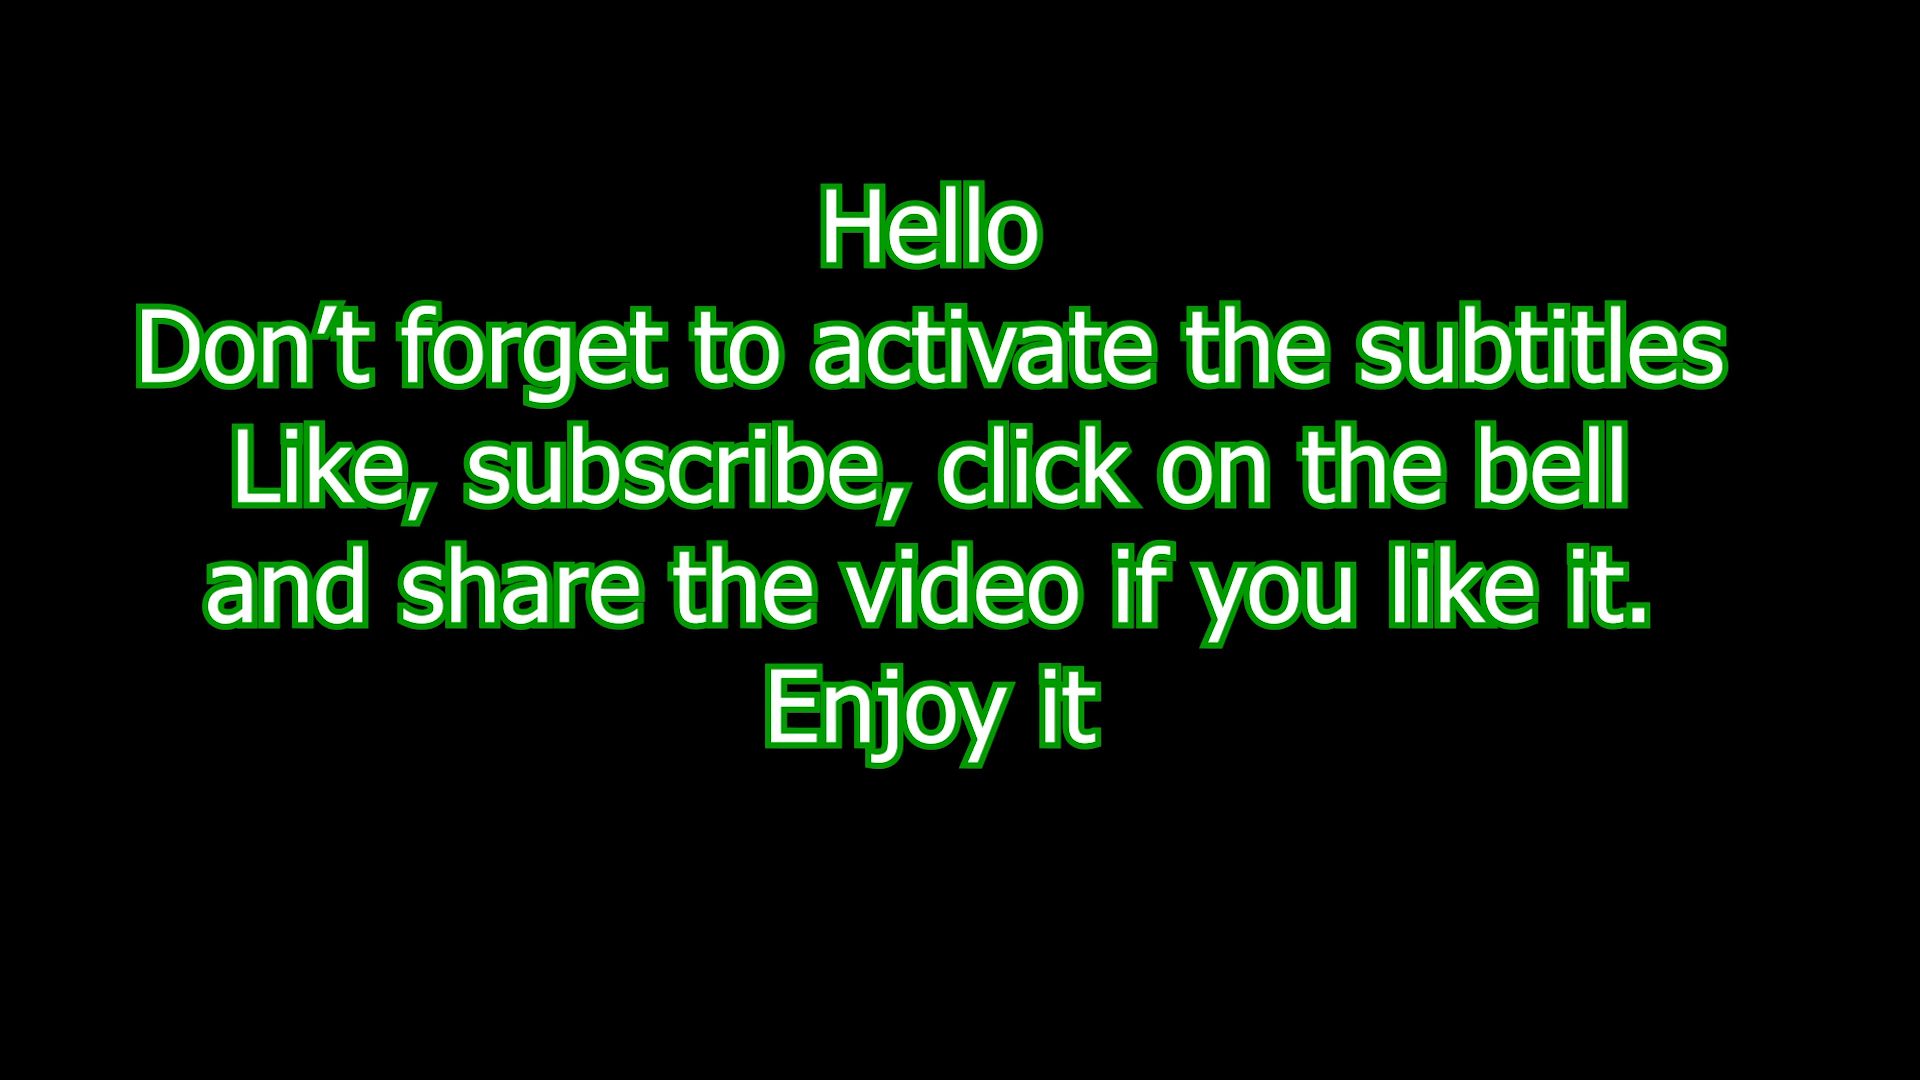 Hello
Don’t forget to activate the subtitles
Like, subscribe, click on the bell
and share the video if you like it.
Enjoy it